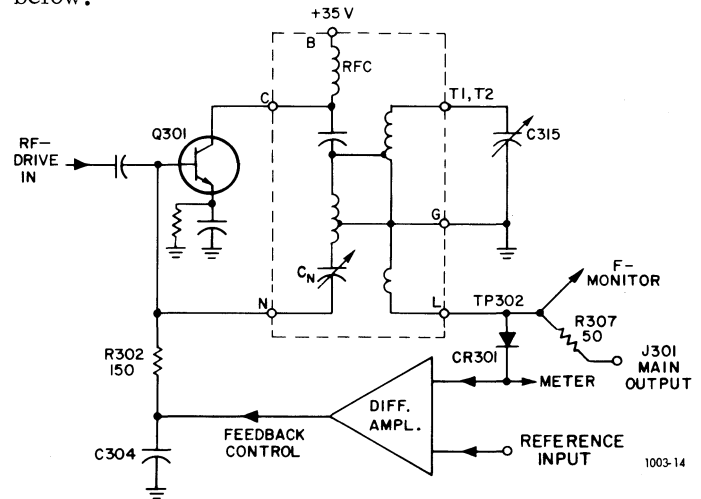 below.
+35 V
B
RFC
C
T1,T2
Q301
C315
RF-
DRIVE
IN
G
CN
F-
MONITOR
N
L
TP302
R307
50
R302
150
CR301
J301
MAIN
OUTPUT
METER
DIFF.
AMPL.
FEEDBACK
CONTROL
C304
REFERENCE
INPUT
1003-14